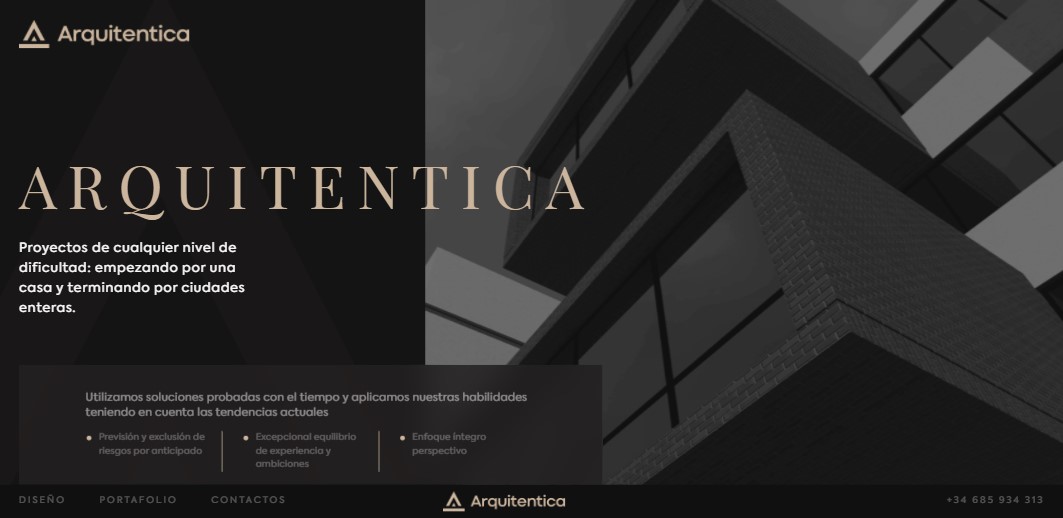 Arquitentica
ARQUITENTICA
Proyectos de cualquier nivel de
dificultad: empezando por una
casa y terminando por ciudades
enteras.
Utilizamos soluciones probadas con el tiempo y aplicamos nuestras habilidades
teniendo en cuenta las tendencias actuales
Previsión y exclusión de
riesgos por anticipado
Excepcional equilibrio
de experiencia y
ambiciones
Enfoque íntegro
perspectivo
DISEÑO
PORTAFOLIO
CONTACTOS
Arquitentica
+34 685 934 313